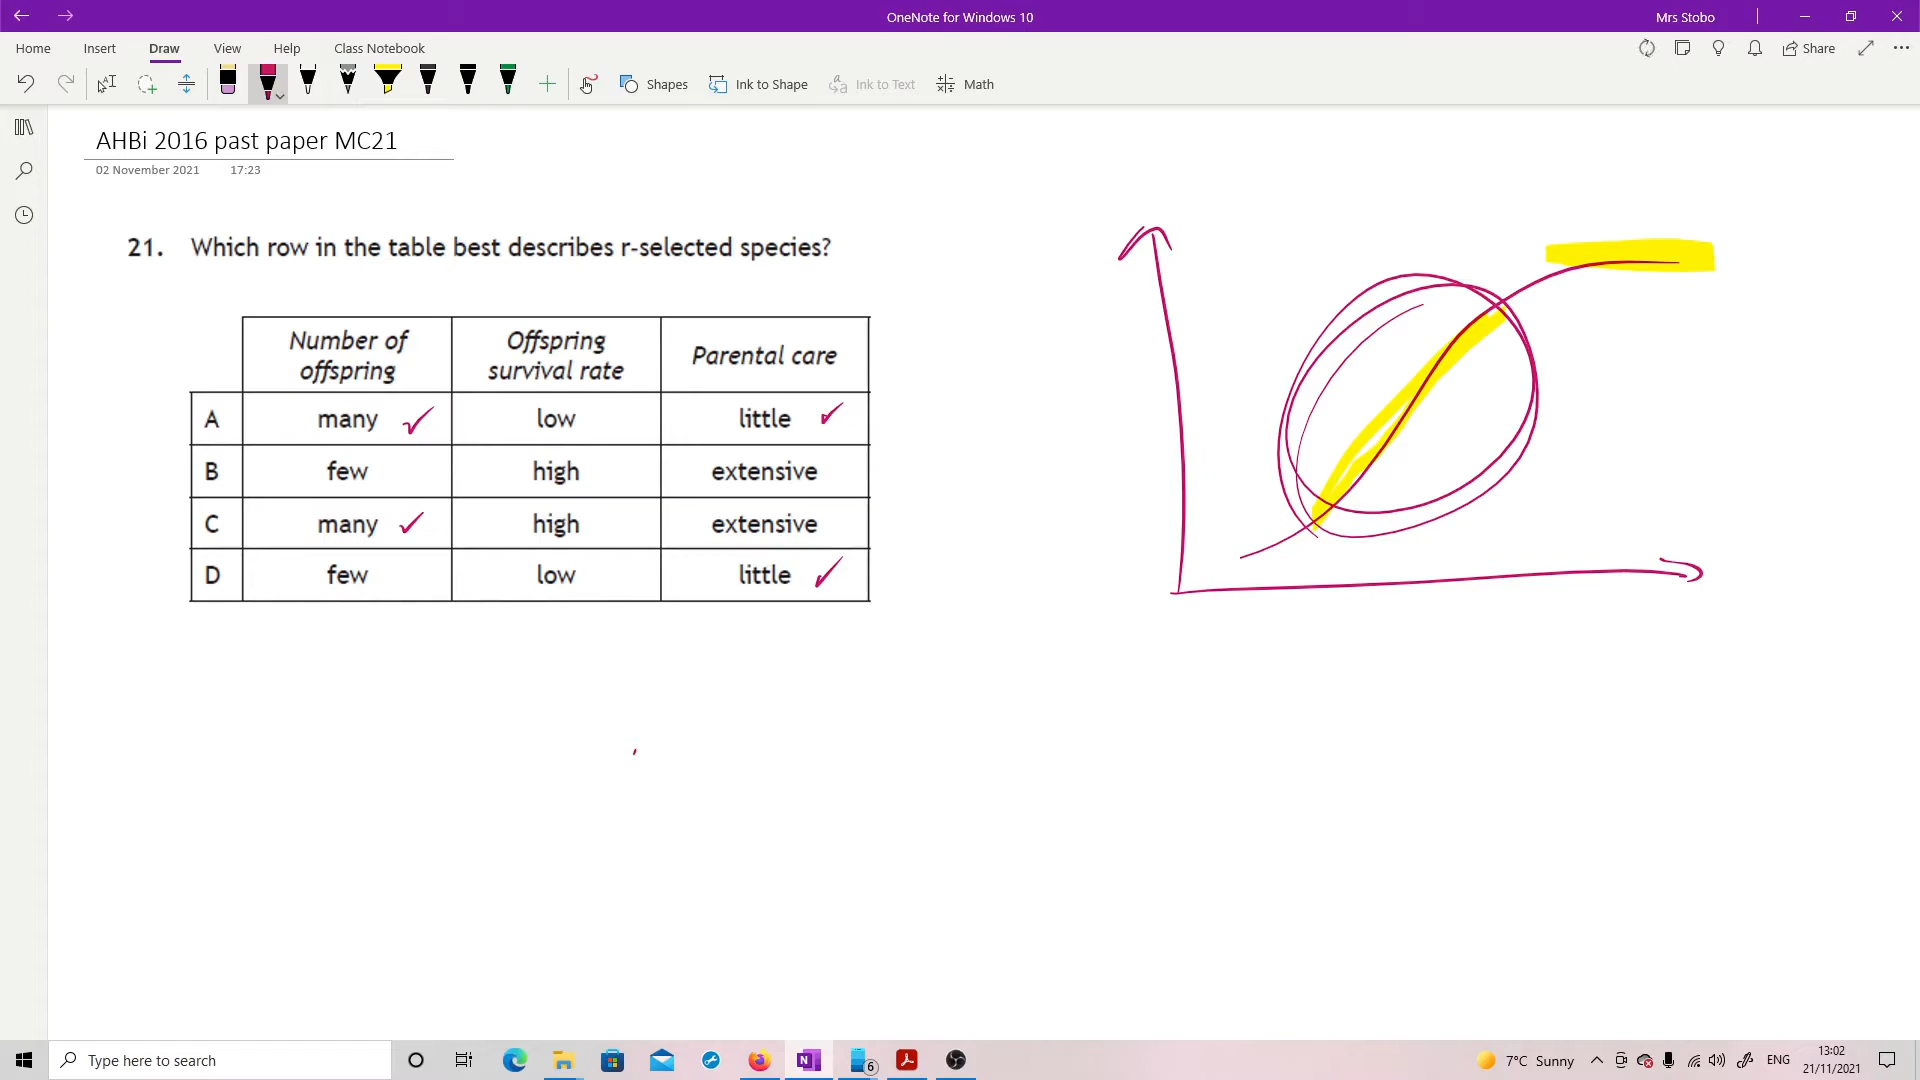 OneNote for Windows 10
Mrs Stobo
Home Insert Draw View Help Class Notebook
Share
Shapes Ink to Shape Ink to Text Math
AHBi 2016 past paper MC21
02 November 2021 17:23
21. Which row in the table best describes r-selected species?
Number of offspring Offspring survival rate Parental care
A many low little
B few high extensive
C many high extensive
D few low little
Type here to search
6
7°C Sunny
ENG
13:02
21/11/2021